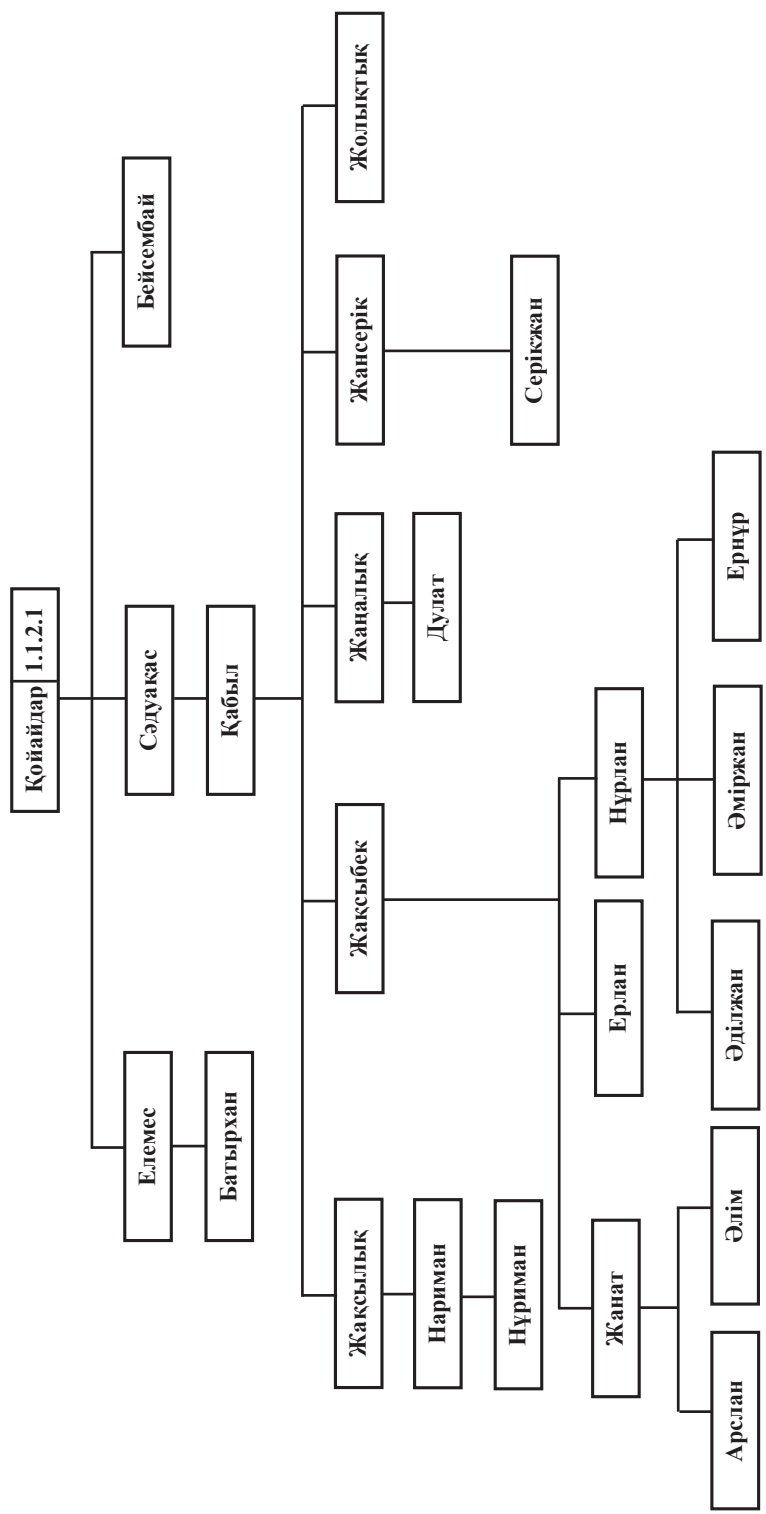 Қойайдар 1.1.2.1
Елемес
Сәдуақас
Бейсембай
Батырхан
Қабыл
Жақсылық
Жақсыбек
Жаңалық
Жансерік
Жолықтық
Нариман
Дулат
Нұриман
Серікжан
Жанат
Ерлан
Нұрлан
Арслан
Әлім
Әділжан
Әміржан
Ернұр